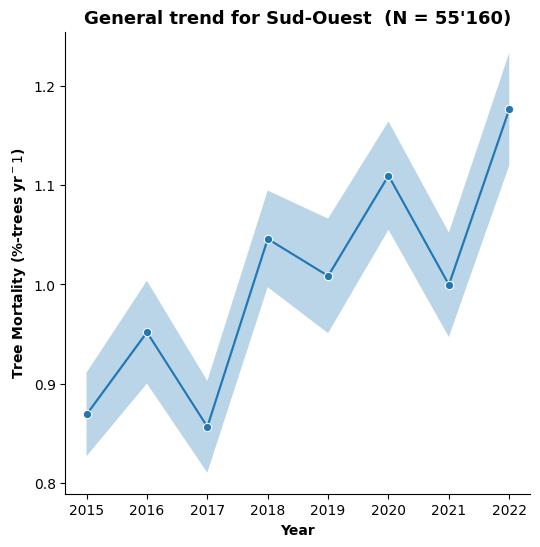 General trend for Sud-Ouest  (N = 55'160)
Tree Mortality (%-trees yr⁻1)
1.2
1.1
1.0
0.9
0.8
2015 2016 2017 2018 2019 2020 2021 2022
Year